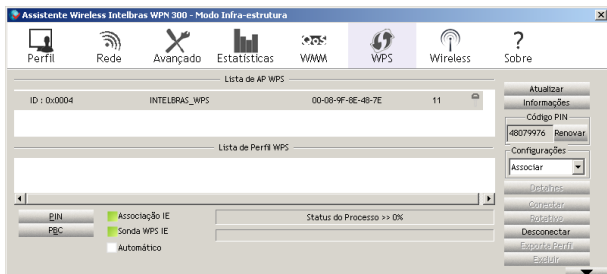 Assistente Wireless Intelbras WPN 300 - Modo Infra-estrutura
Perfil Rede Avançado Estatísticas QoS WMM WPS Wireless Sobre
Lista de AP WPS
ID : 0x0004 INTELBRAS_WPS 00-08-9F-8E-48-7E 11
Lista de Perfil WPS
Atualizar
Informações
Código PIN
48079976 Renovar
Configurações
Associar
Detalhes
Conectar
Rotativo
Desconectar
Exporta Perfil
Excluir
PIN Associação IE Status do Processo >> 0%
PBC Sonda WPS IE
Automático